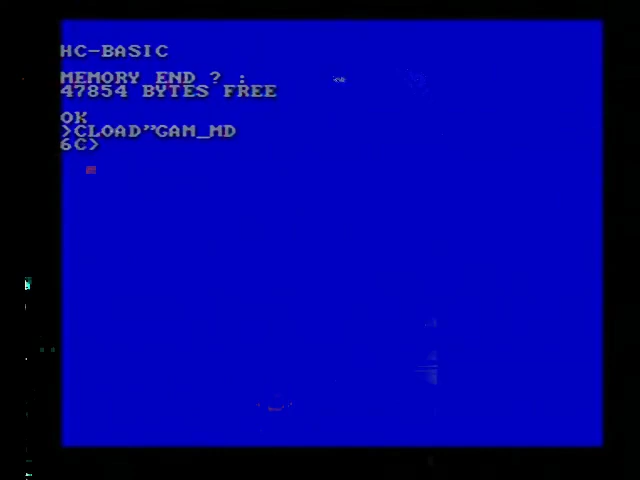 HC-BASIC
MEMORY END ? :
47854 BYTES FREE
OK
>CLOAD"GAM_MD
6C>